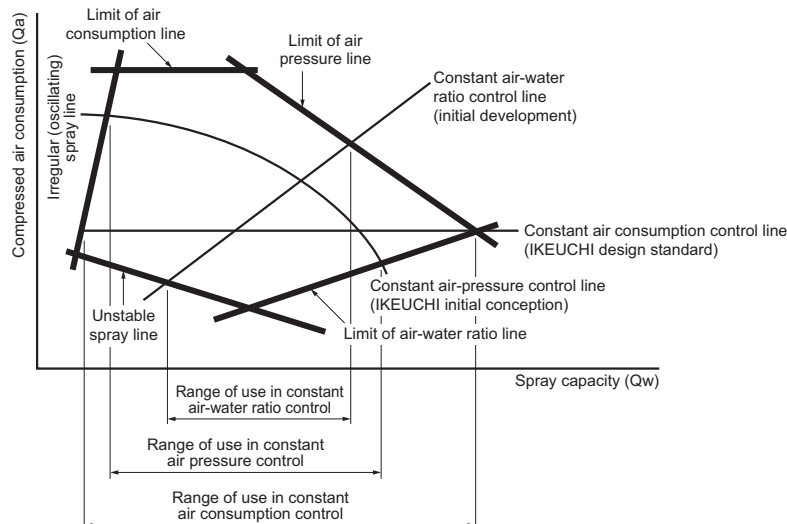 Limit of air
consumption line
Limit of air
pressure line
Constant air-water
ratio control line
(initial development)
Compressed air consumption (Qa)
Irregular (oscillating)
spray line
Constant air consumption control line
(IKEUCHI design standard)
Constant air-pressure control line
(IKEUCHI initial conception)
Unstable
spray line
Limit of air-water ratio line
Spray capacity (Qw)
Range of use in constant
air-water ratio control
Range of use in constant
air pressure control
Range of use in constant
air consumption control